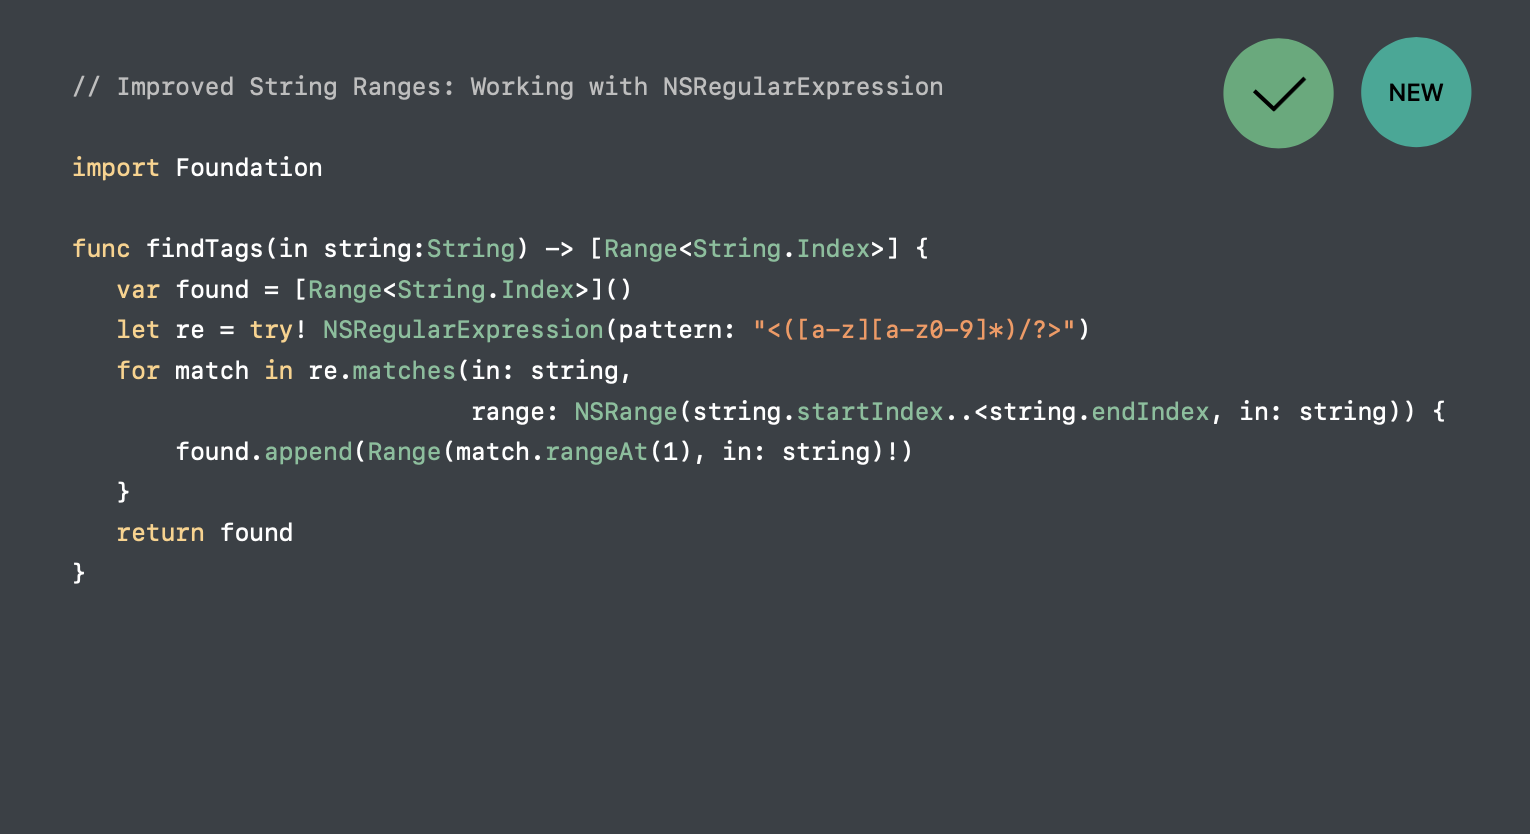 // Improved String Ranges: Working with NSRegularExpression
NEW
import Foundation
func findTags(in string:String) -> [Range<String.Index>] {
   var found = [Range<String.Index>]()
   let re = try! NSRegularExpression(pattern: "<([a-z][a-z0-9]*)/?>")
   for match in re.matches(in: string,
                           range: NSRange(string.startIndex..<string.endIndex, in: string)) {
       found.append(Range(match.rangeAt(1), in: string)!)
   }
   return found
}